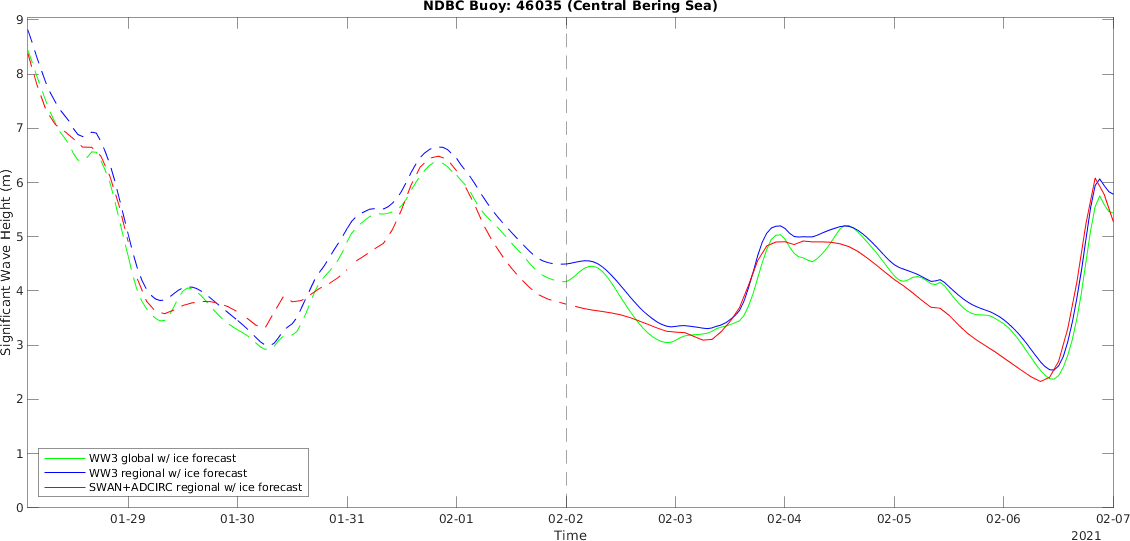 NDBC Buoy: 46035 (Central Bering Sea)
9
8
7
6
5
4
3
2
1
0
Significant Wave Height (m)
WW3 global w/ ice forecast
WW3 regional w/ ice forecast
SWAN+ADCIRC regional w/ ice forecast
01-29 01-30 01-31 02-01 02-02 02-03 02-04 02-05 02-06 02-07
Time
2021